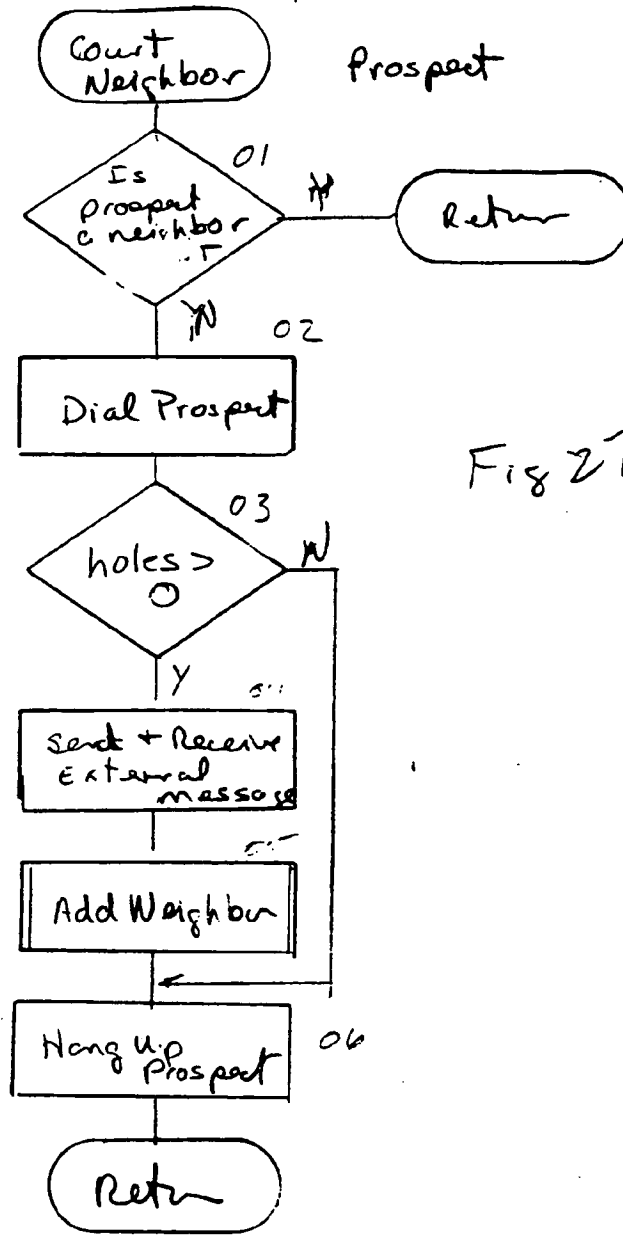 Court
Neighbor
Prospect
01
Is
prospect
a neighbor
Return
N
02
Dial Prospect
Fig 27
03
holes >
0
N
Y
Send + Receive
External
message
Add Neighbor
Hang up
Prospect
06
Return